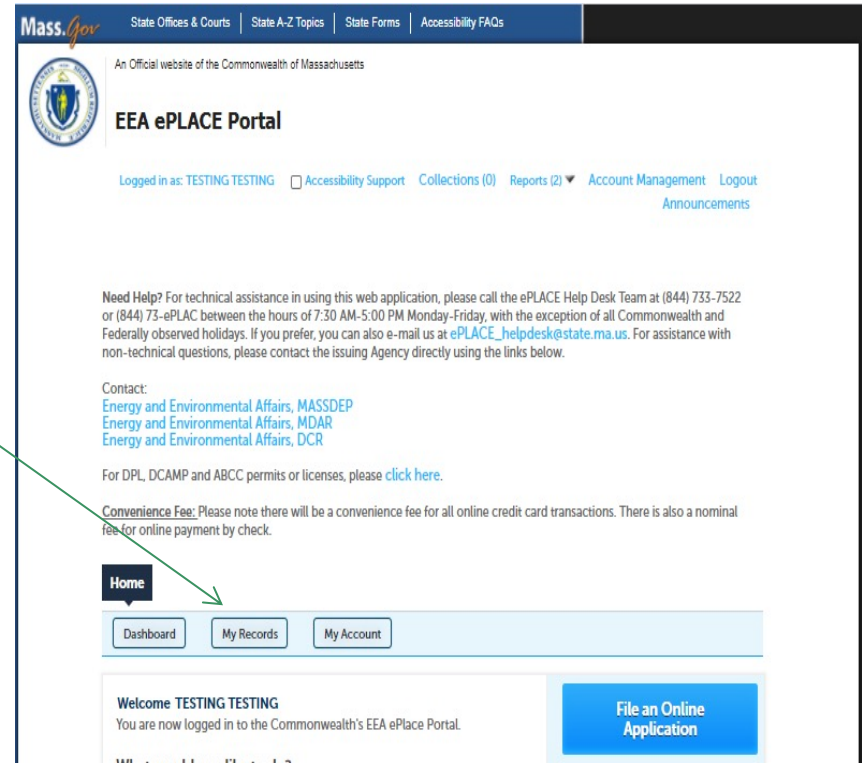 Mass.Gov State Offices & Courts | State A-Z Topics | State Forms | Accessibility FAQs
An Official website of the Commonwealth of Massachusetts
EEA ePLACE Portal
Logged in as: TESTING TESTING Accessibility Support Collections (0) Reports (2) Account Management Logout
Announcements
Need Help? For technical assistance in using this web application, please call the ePLACE Help Desk Team at (844) 733-7522
or (844) 73-ePLAC between the hours of 7:30 AM-5:00 PM Monday-Friday, with the exception of all Commonwealth and
Federally observed holidays. If you prefer, you can also e-mail us at ePLACE_helpdesk@state.ma.us. For assistance with
non-technical questions, please contact the issuing Agency directly using the links below.
Contact:
Energy and Environmental Affairs, MASSDEP
Energy and Environmental Affairs, MDAR
Energy and Environmental Affairs, DCR
For DPL, DCAMP and ABCC permits or licenses, please click here.
Convenience Fee: Please note there will be a convenience fee for all online credit card transactions. There is also a nominal
fee for online payment by check.
Home
Dashboard My Records My Account
Welcome TESTING TESTING
You are now logged in to the Commonwealth's EEA ePlace Portal.
File an Online
Application